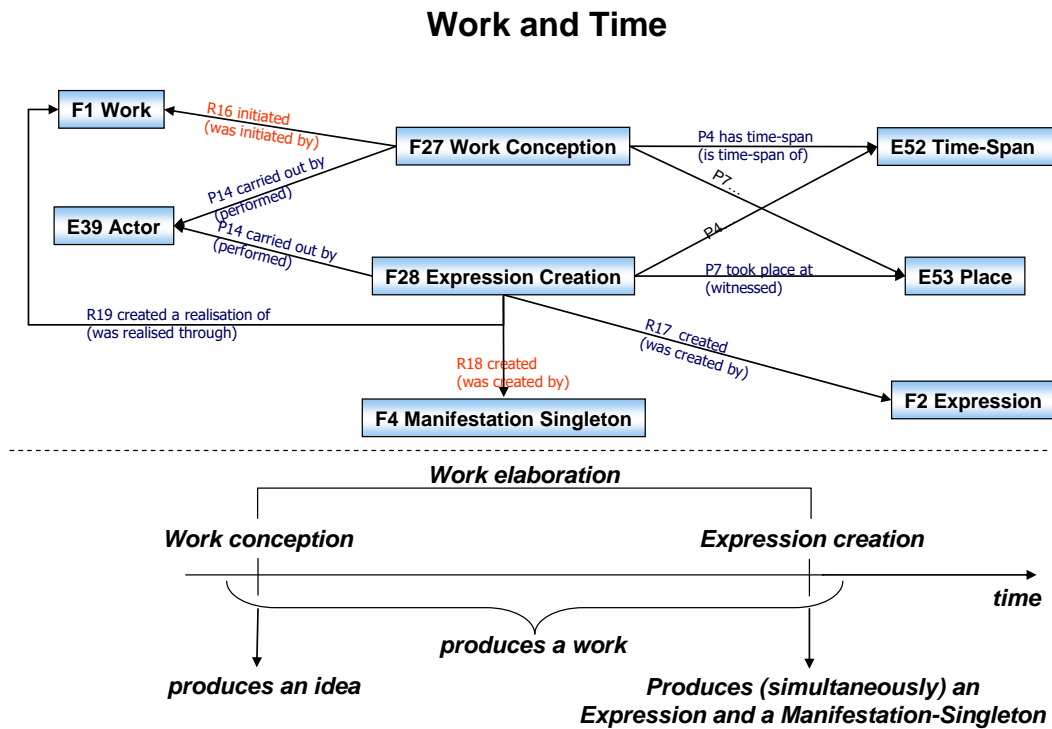 Work and Time
F1 Work
R16 initiated
(was initiated by)
F27 Work Conception
P4 has time-span
(is time-span of)
E52 Time-Span
P14 carried out by
(performed)
P7...
E39 Actor
P14 carried out by
(performed)
P4...
F28 Expression Creation
P7 took place at
(witnessed)
E53 Place
R19 created a realisation of
(was realised through)
R17 created
(was created by)
R18 created
(was created by)
F2 Expression
F4 Manifestation Singleton
Work elaboration
Work conception
Expression creation
time
produces a work
produces an idea
Produces (simultaneously) an
Expression and a Manifestation-Singleton